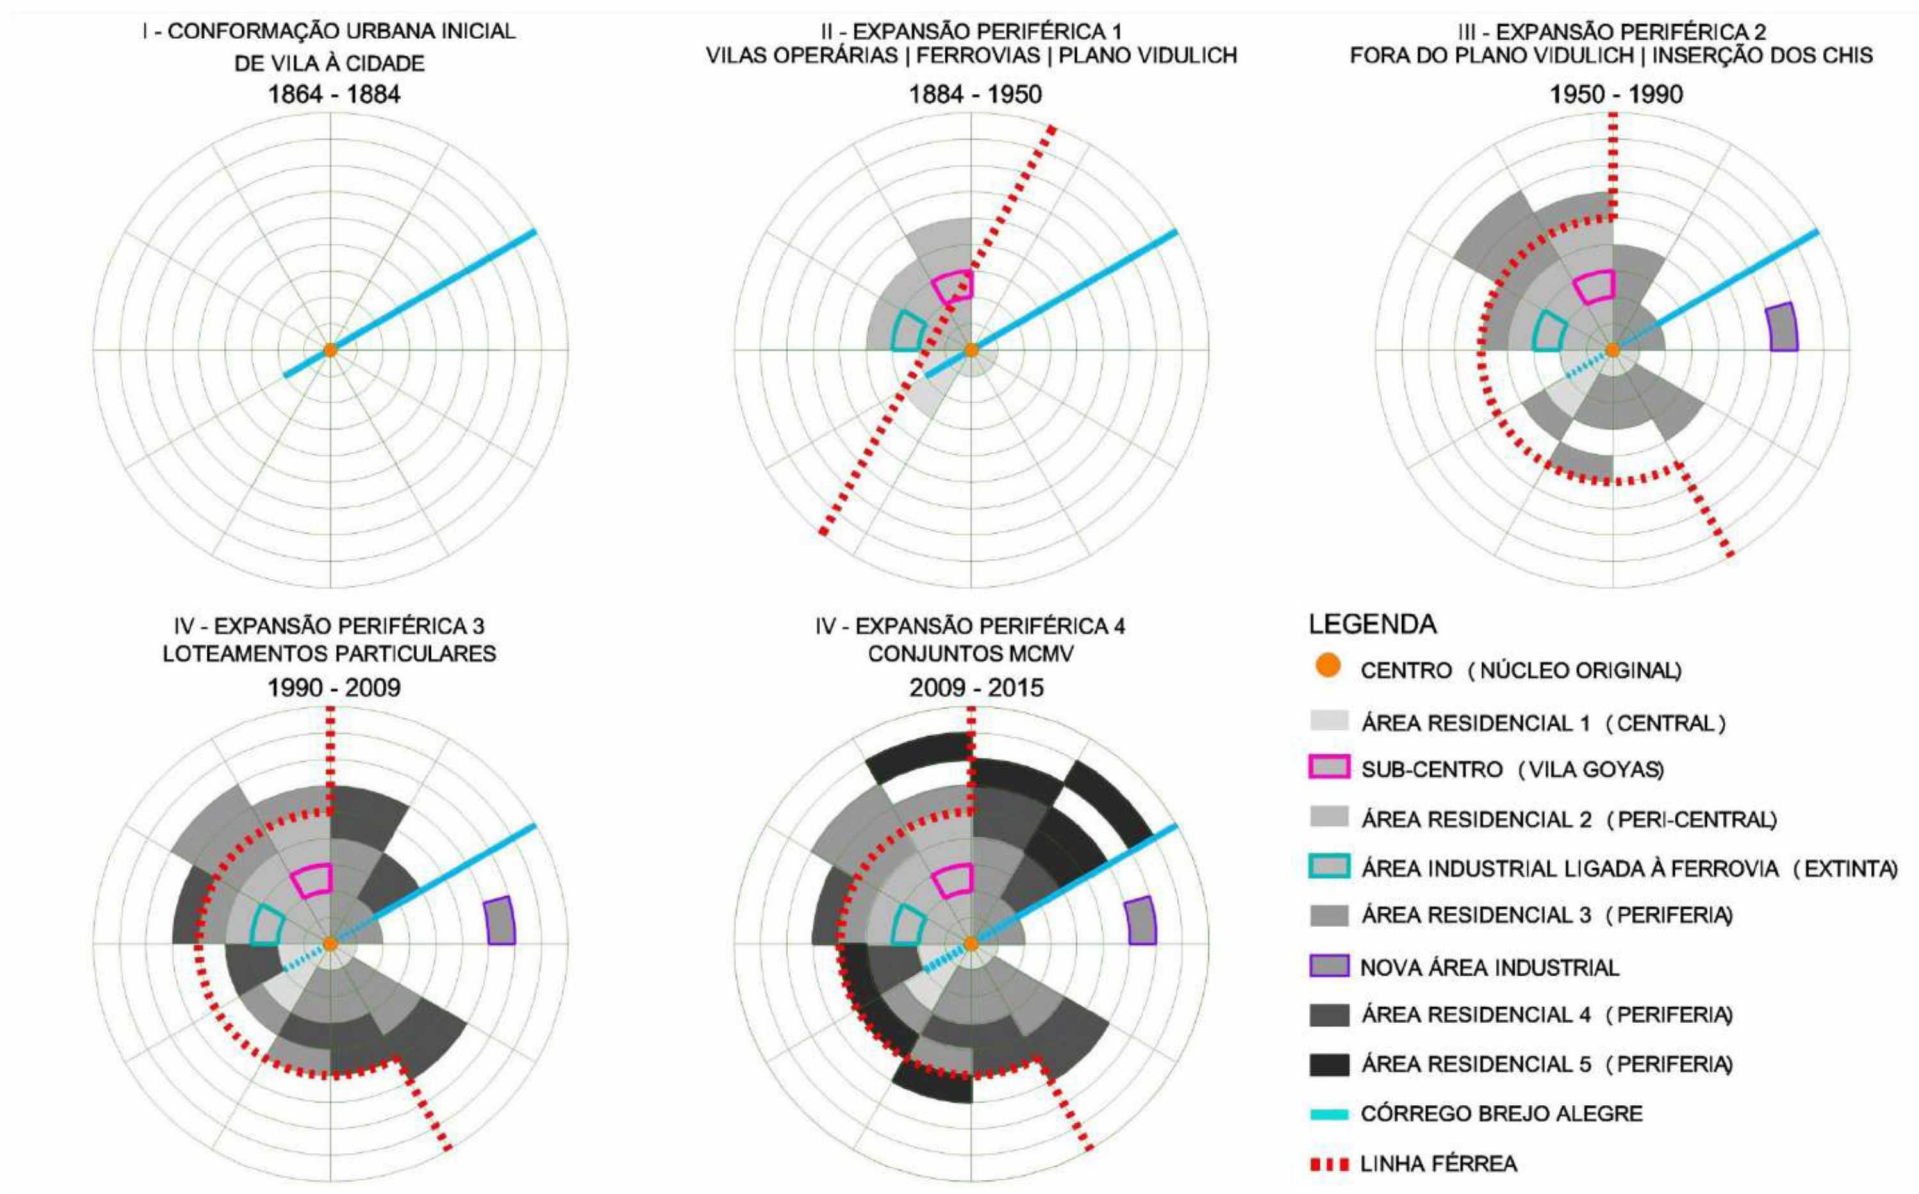 I - CONFORMAÇÃO URBANA INICIAL
DE VILA À CIDADE
1864 - 1884
II - EXPANSÃO PERIFÉRICA 1
VILAS OPERÁRIAS | FERROVIAS | PLANO VIDULICH
1884 - 1950
III - EXPANSÃO PERIFÉRICA 2
FORA DO PLANO VIDULICH | INSERÇÃO DOS CHIS
1950 - 1990
IV - EXPANSÃO PERIFÉRICA 3
LOTEAMENTOS PARTICULARES
1990 - 2009
IV - EXPANSÃO PERIFÉRICA 4
CONJUNTOS MCMV
2009 - 2015
LEGENDA
CENTRO ( NÚCLEO ORIGINAL)
ÁREA RESIDENCIAL 1 ( CENTRAL )
SUB-CENTRO ( VILA GOYAS)
ÁREA RESIDENCIAL 2 ( PERI-CENTRAL)
ÁREA INDUSTRIAL LIGADA À FERROVIA ( EXTINTA)
ÁREA RESIDENCIAL 3 ( PERIFERIA)
NOVA ÁREA INDUSTRIAL
ÁREA RESIDENCIAL 4 ( PERIFERIA)
ÁREA RESIDENCIAL 5 ( PERIFERIA)
CÓRREGO BREJO ALEGRE
LINHA FÉRREA